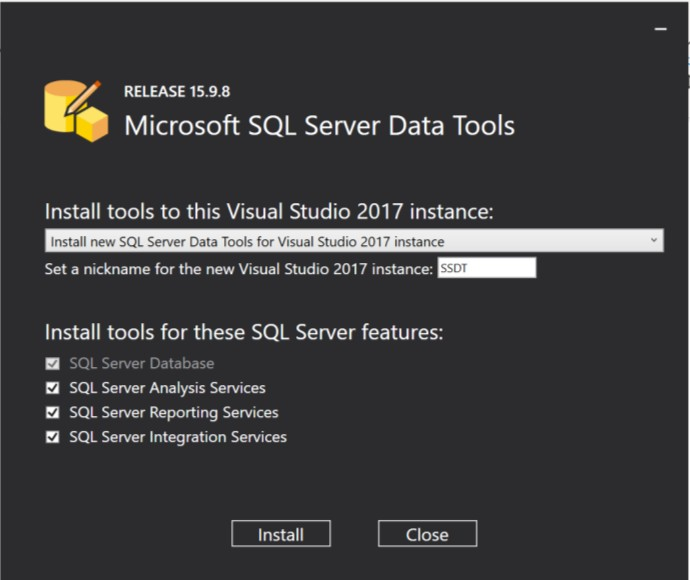 RELEASE 15.9.8
Microsoft SQL Server Data Tools
Install tools to this Visual Studio 2017 instance:
Install new SQL Server Data Tools for Visual Studio 2017 instance
Set a nickname for the new Visual Studio 2017 instance: SSDT
Install tools for these SQL Server features:
SQL Server Database
SQL Server Analysis Services
SQL Server Reporting Services
SQL Server Integration Services
Install Close